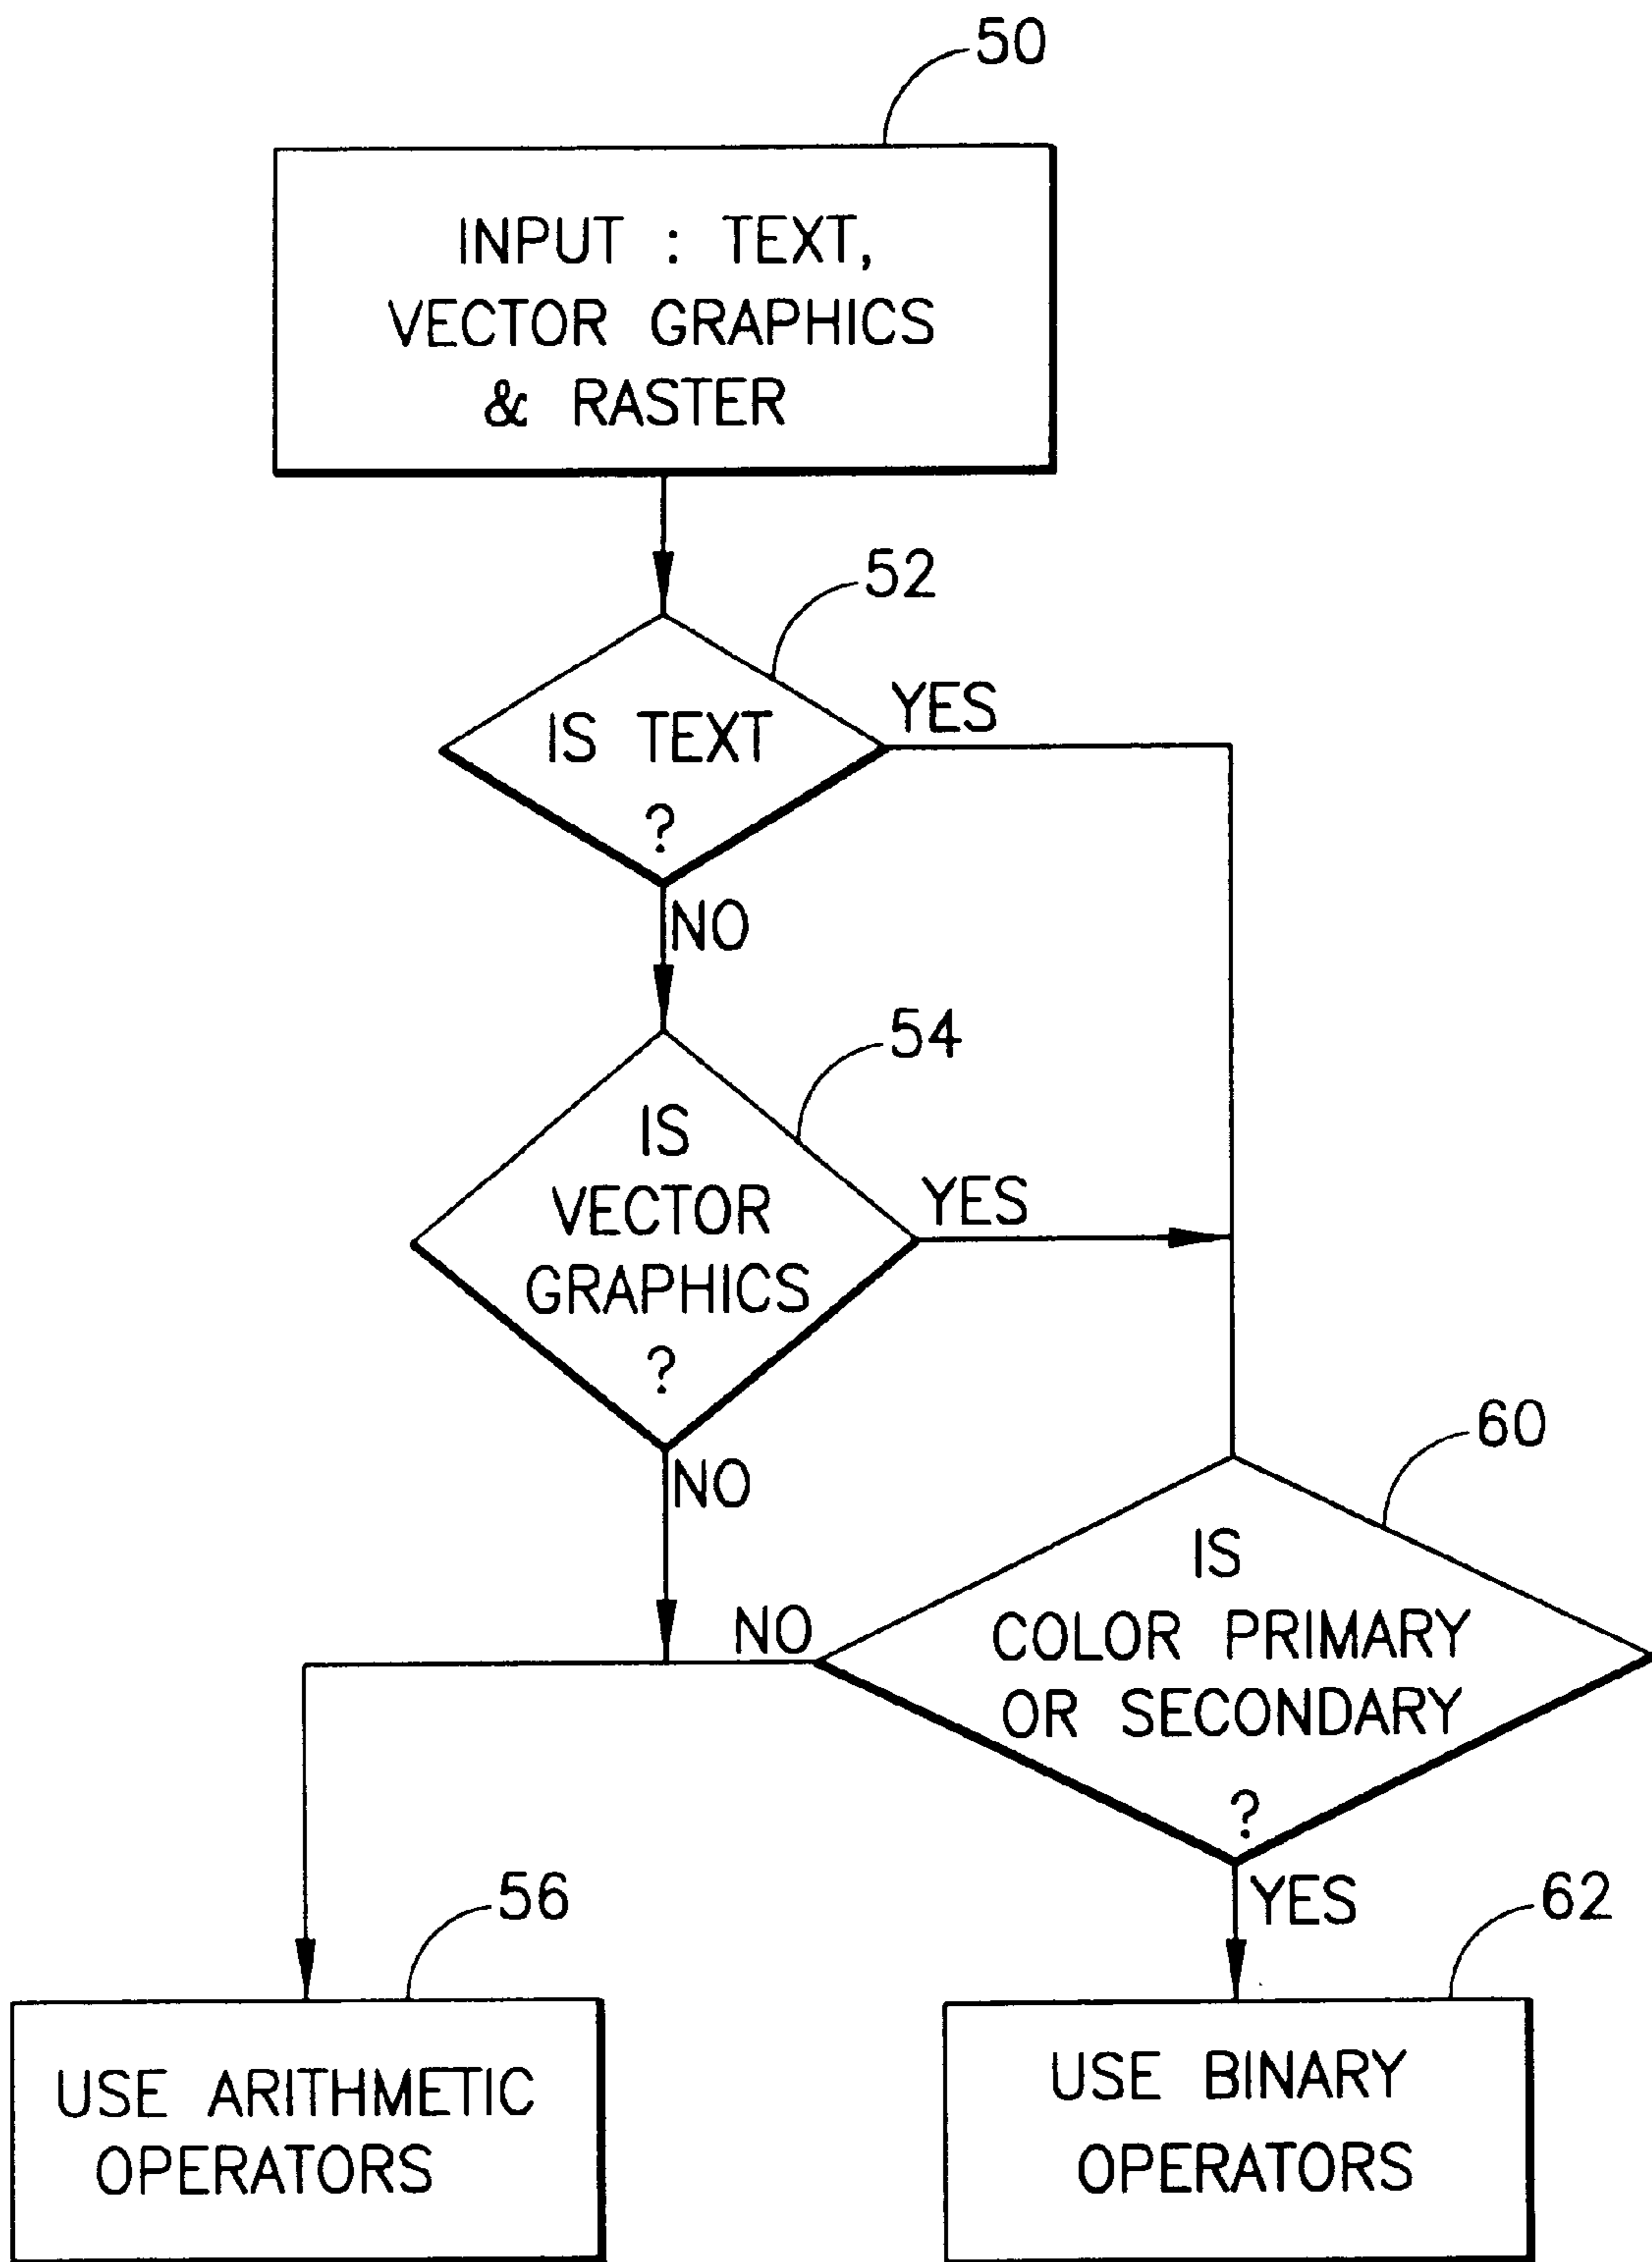 50
INPUT : TEXT,
VECTOR GRAPHICS
& RASTER
52
IS TEXT
?
YES
NO
54
IS
VECTOR
GRAPHICS
?
YES
NO
60
IS
COLOR PRIMARY
OR SECONDARY
?
NO
YES
56
USE ARITHMETIC
OPERATORS
62
USE BINARY
OPERATORS